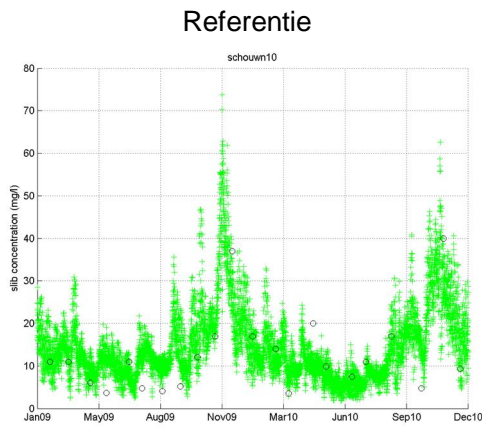 Referentie
schouwn10
80
70
60
50
40
30
20
10
0
slib concentration (mg/l)
Jan09 May09 Aug09 Nov09 Mar10 Jun10 Sep10 Dec10